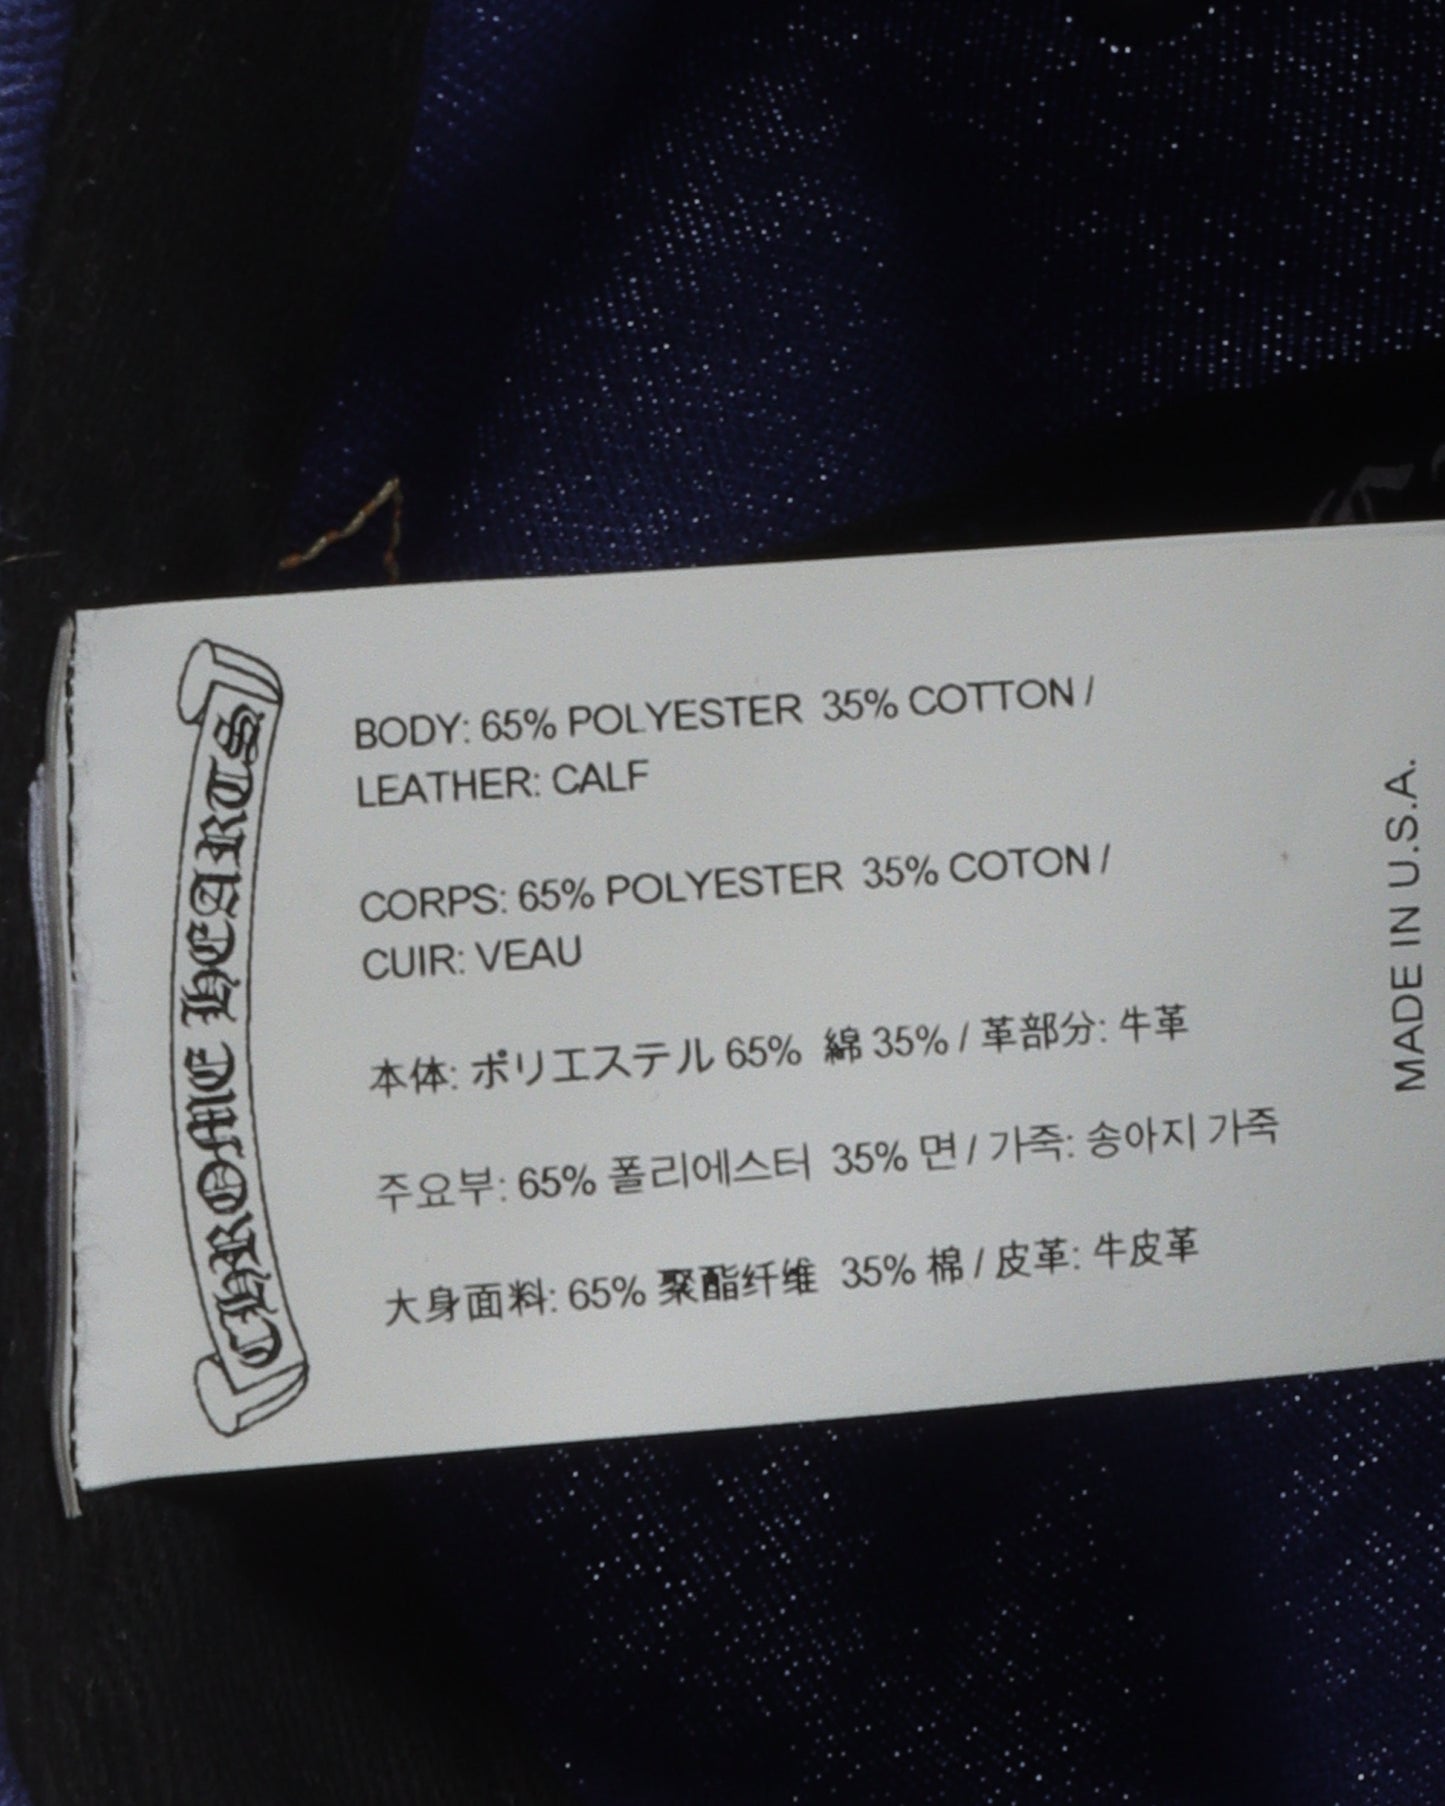 CHROME HEARTS
BODY: 65% POLYESTER 35% COTTON /
LEATHER: CALF
CORPS: 65% POLYESTER 35% COTON /
CUIR: VEAU
本体: ポリエステル 65% 綿 35% / 革部分: 牛革
주요부: 65% 폴리에스터 35% 면 / 가죽: 송아지 가죽
大身面料: 65% 聚酯纤维 35% 棉 / 皮革: 牛皮革
MADE IN U.S.A.